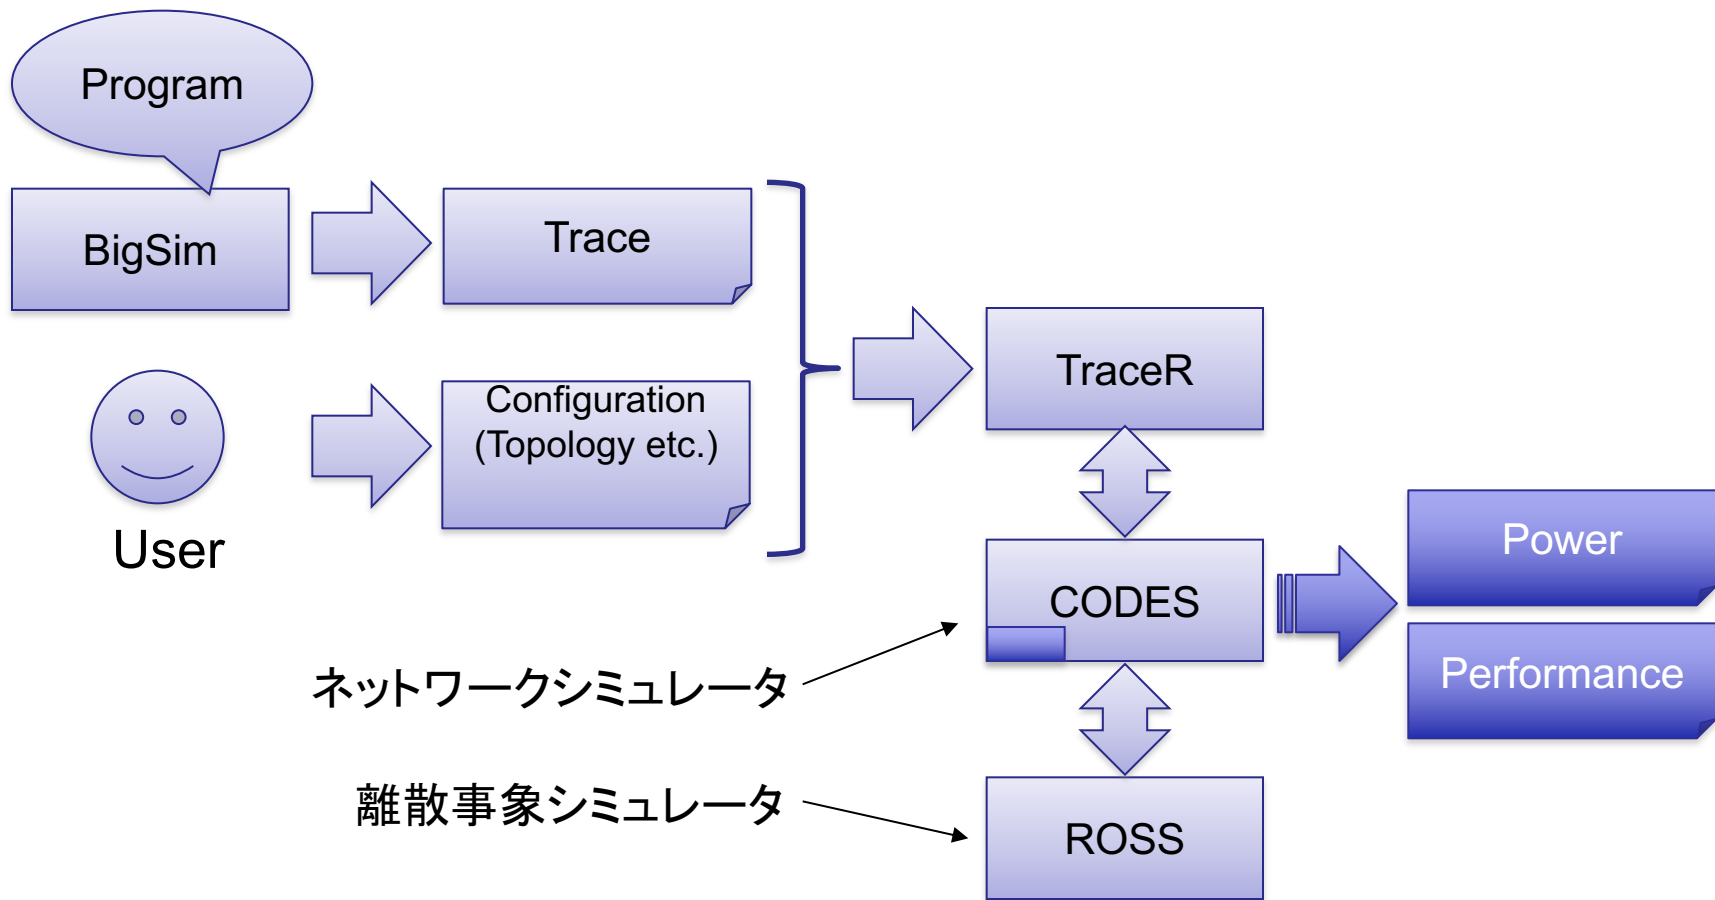 Program
BigSim
Trace
Configuration
(Topology etc.)
User
TraceR
CODES
Power
Performance
ネットワークシミュレータ
離散事象シミュレータ
ROSS